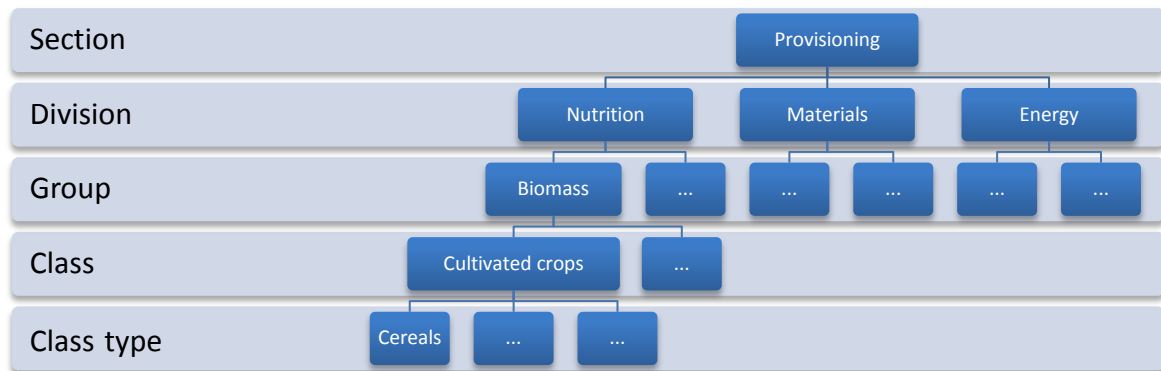 Section
Provisioning
Division
Nutrition
Materials
Energy
Group
Biomass
...
...
...
...
...
Class
Cultivated crops
...
Class type
Cereals
...
...